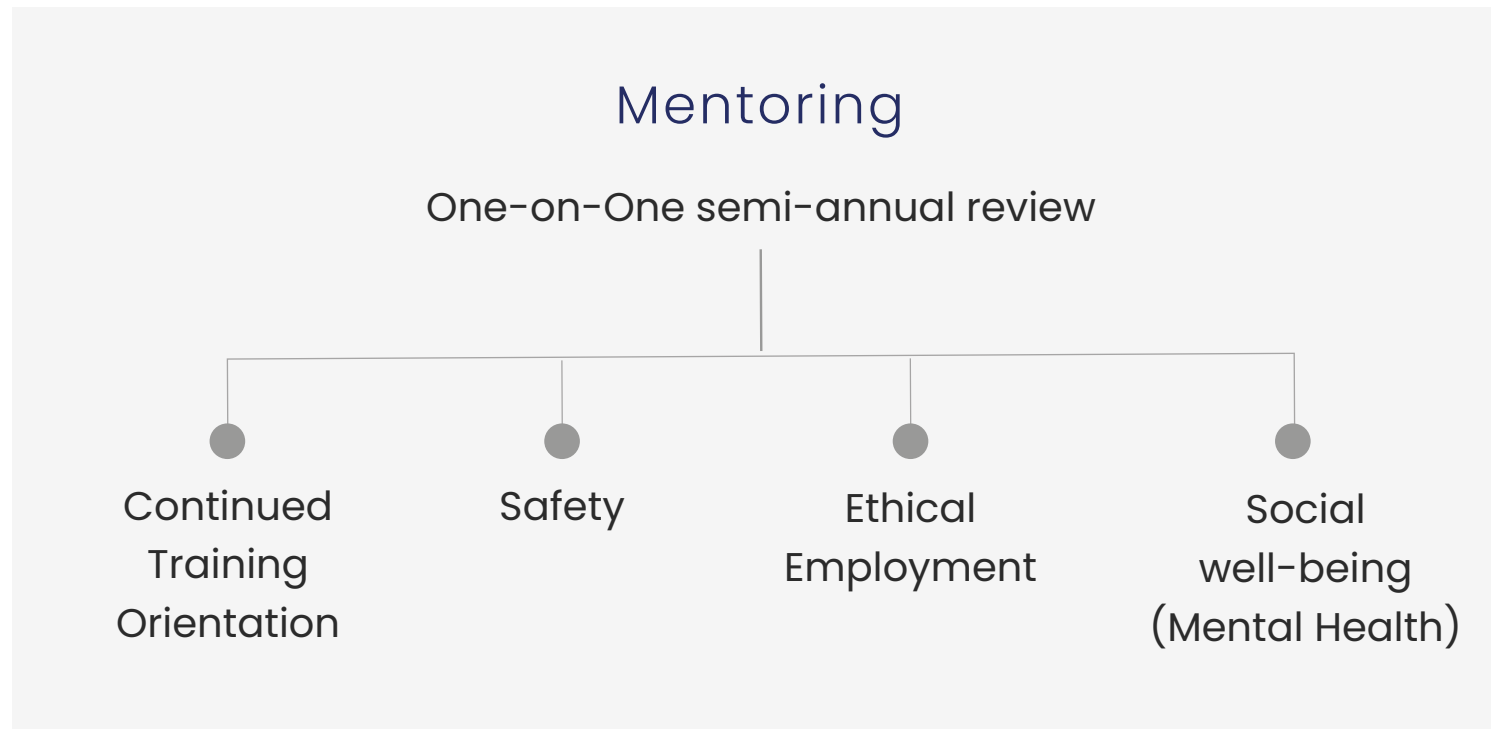 Mentoring
One-on-One semi-annual review
Continued
Training
Orientation
Safety
Ethical
Employment
Social
well-being
(Mental Health)